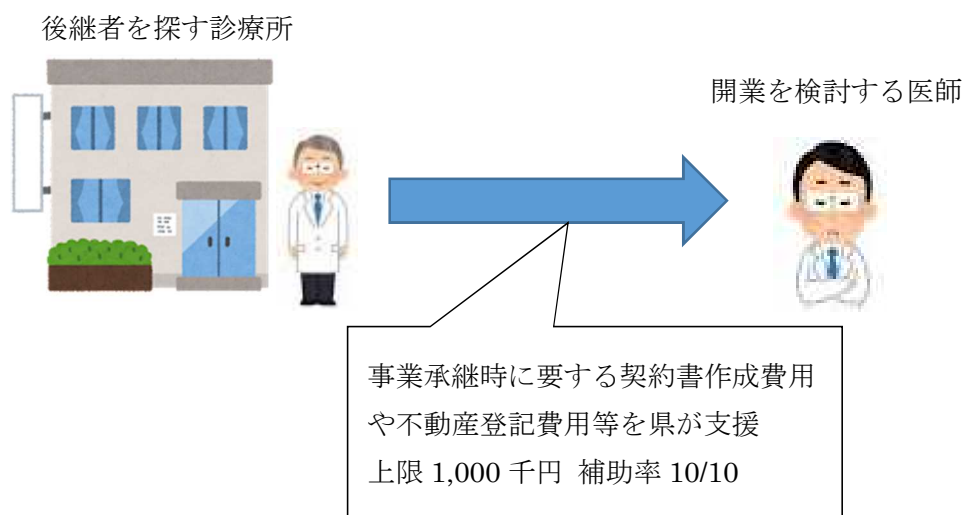 後継者を探す診療所
開業を検討する医師
事業承継時に要する契約書作成費用
や不動産登記費用等を県が支援
上限 1,000 千円 補助率 10/10